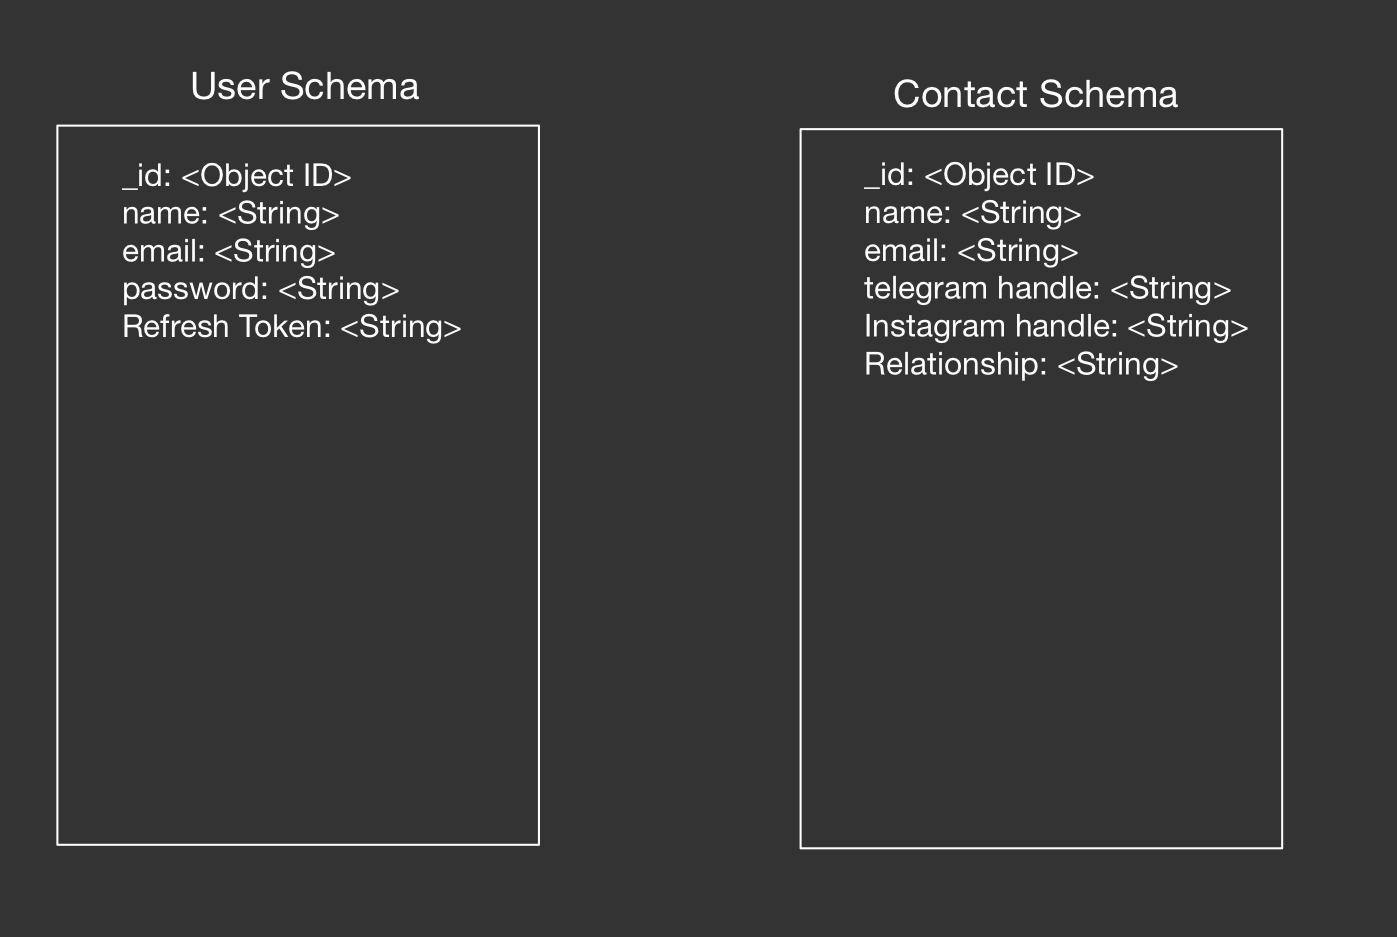 User Schema
_id: <Object ID>
name: <String>
email: <String>
password: <String>
Refresh Token: <String>
Contact Schema
_id: <Object ID>
name: <String>
email: <String>
telegram handle: <String>
Instagram handle: <String>
Relationship: <String>